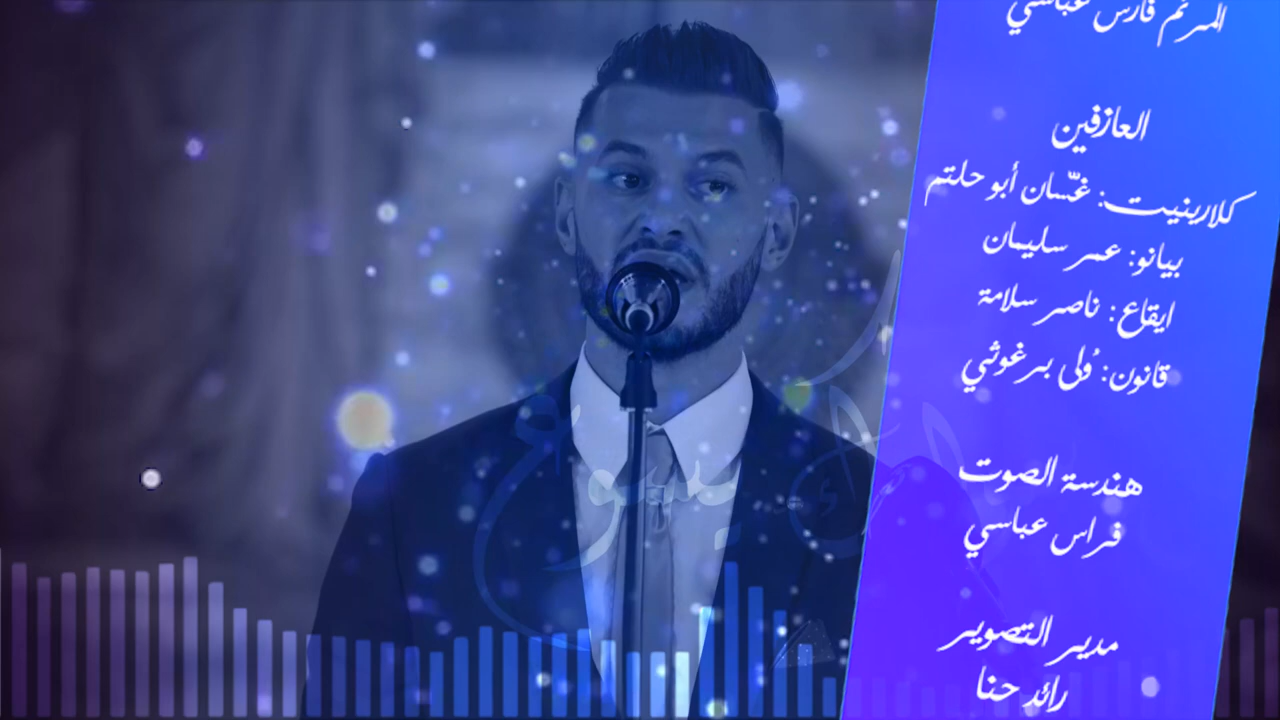 المرنم فارس عباسي
العازفين
كلارينيت: غسّان أبو حلتم
بيانو: عمر سليمان
ايقاع: ناصر سلامة
قانون: وُلى برغوثي
هندسة الصوت
فراس عباسي
مدير التصوير
رائد حنا
يسوع